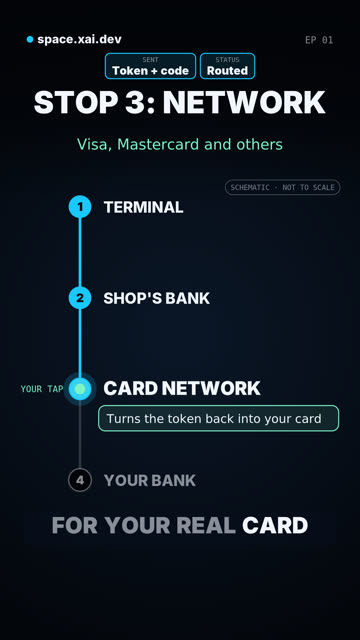 space.xai.dev
EP 01
SENT
Token + code
STATUS
Routed
STOP 3: NETWORK
Visa, Mastercard and others
SCHEMATIC · NOT TO SCALE
1
TERMINAL
2
SHOP'S BANK
YOUR TAP
CARD NETWORK
Turns the token back into your card
4
YOUR BANK
FOR YOUR REAL CARD